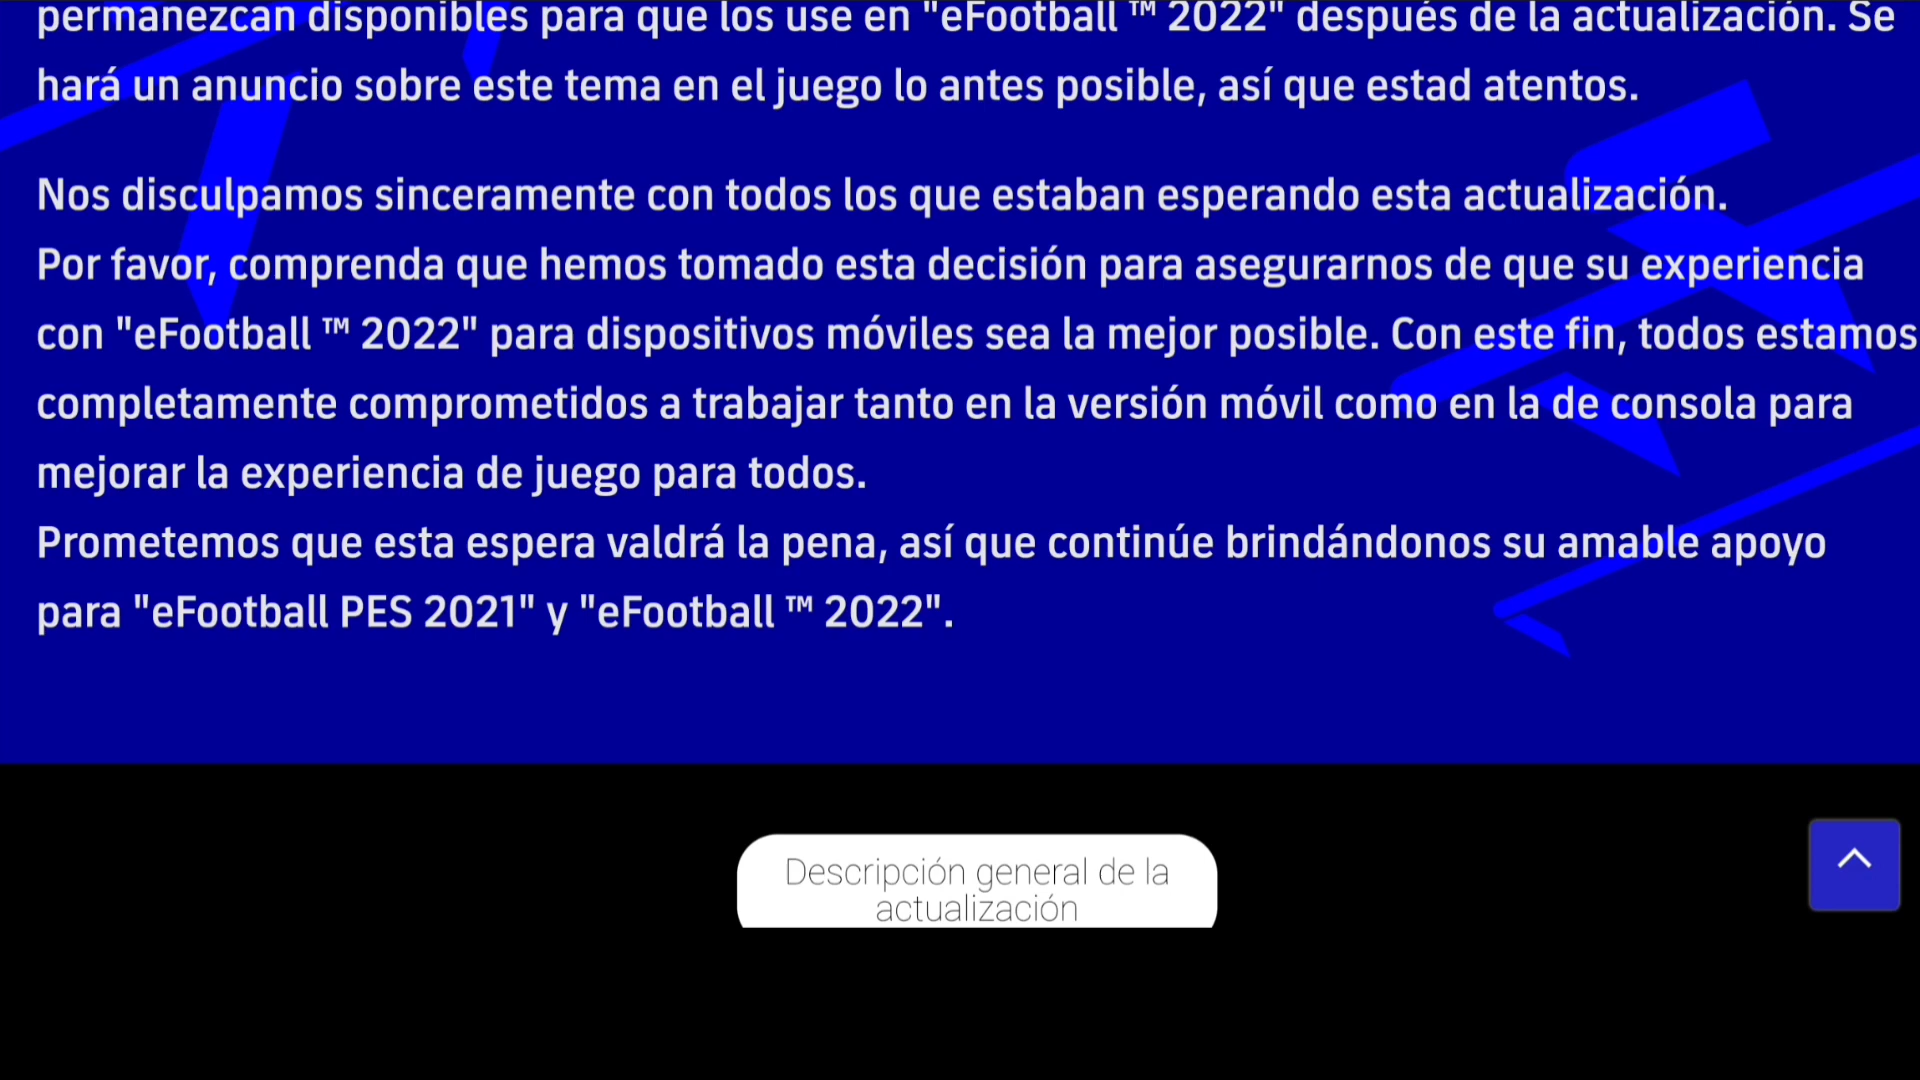 permanezcan disponibles para que los use en "eFootball ™ 2022" después de la actualización. Se
hará un anuncio sobre este tema en el juego lo antes posible, así que estad atentos.
Nos disculpamos sinceramente con todos los que estaban esperando esta actualización.
Por favor, comprenda que hemos tomado esta decisión para asegurarnos de que su experiencia
con "eFootball ™ 2022" para dispositivos móviles sea la mejor posible. Con este fin, todos estamos
completamente comprometidos a trabajar tanto en la versión móvil como en la de consola para
mejorar la experiencia de juego para todos.
Prometemos que esta espera valdrá la pena, así que continúe brindándonos su amable apoyo
para "eFootball PES 2021" y "eFootball ™ 2022".
Descripción general de la
actualización